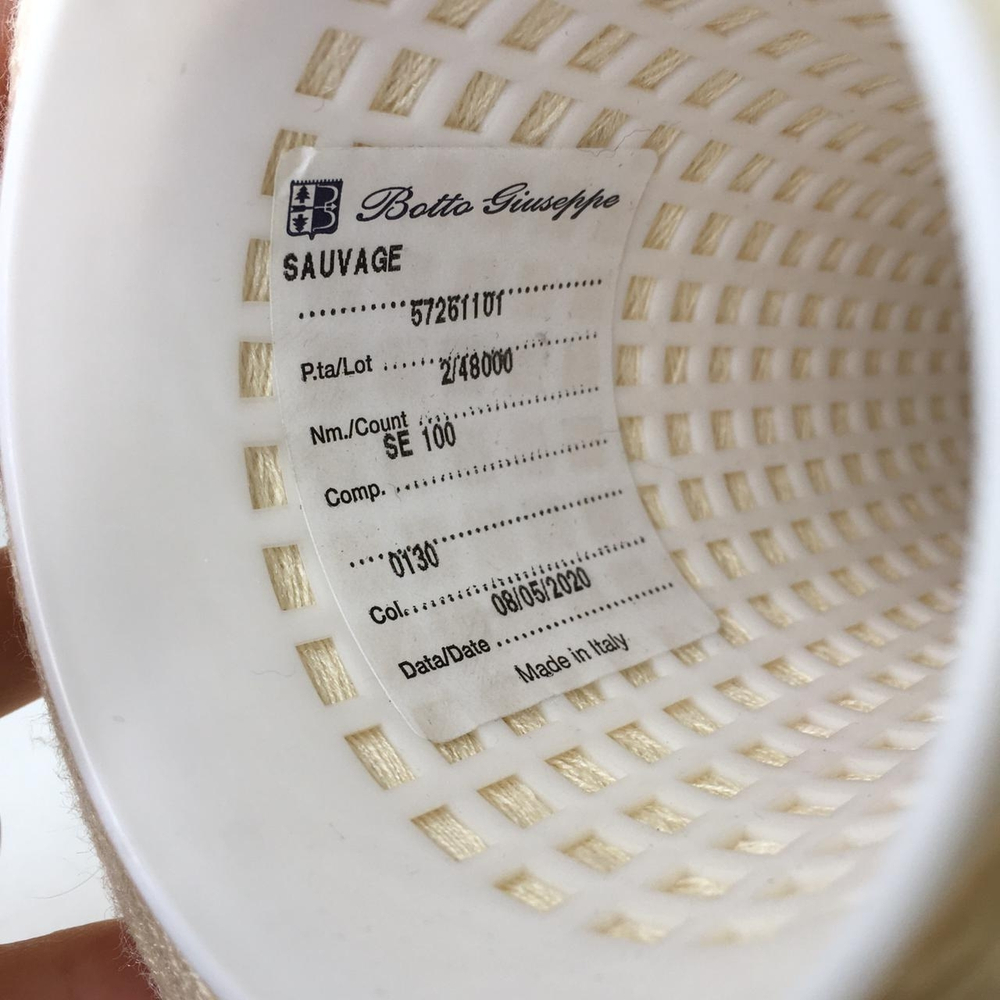 B Botto Giuseppe
SAUVAGE
57261101
P.ta/Lot
2/48000
Nm./Count
SE 100
Comp.
0130
Col.
08/05/2020
Data/Date
Made in Italy